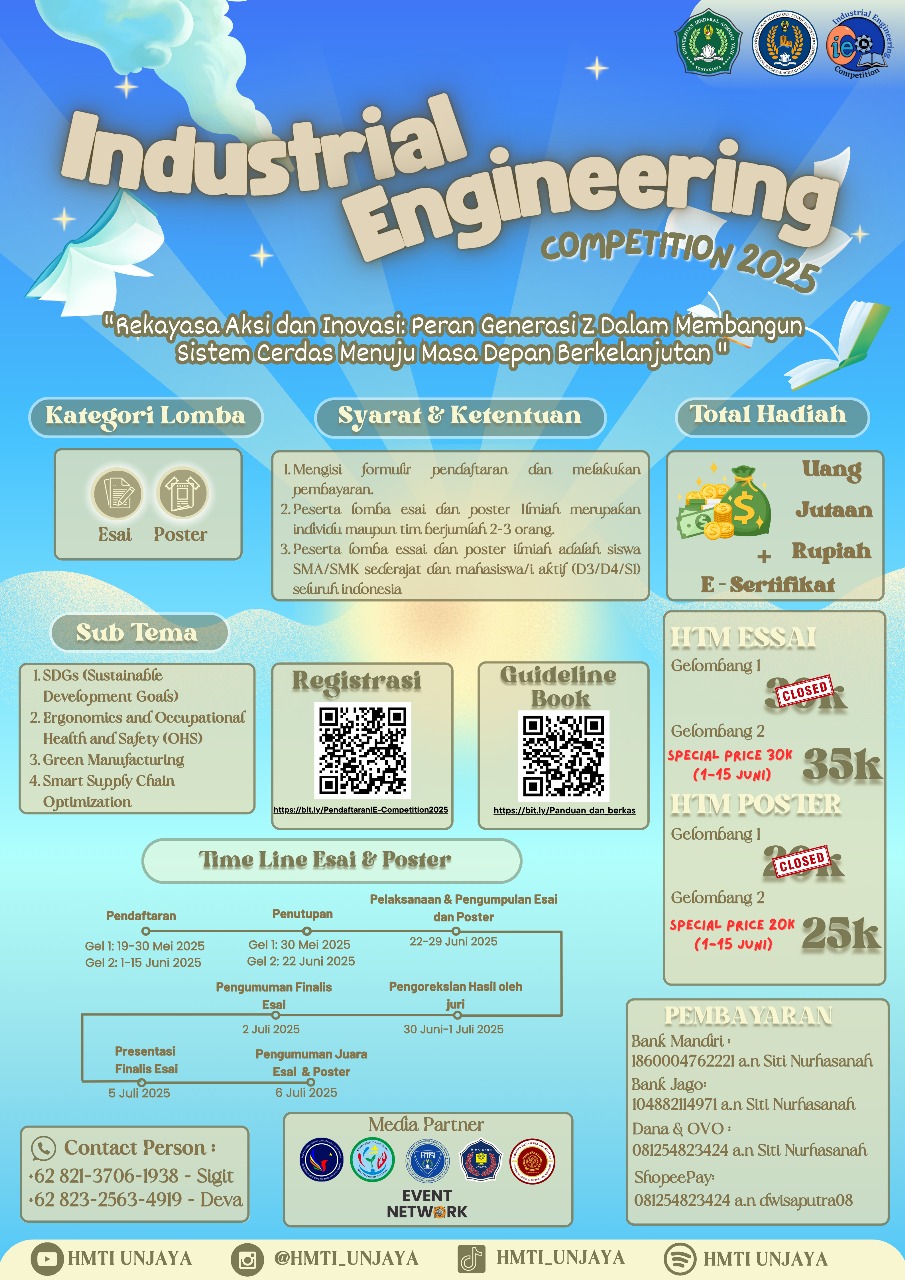 Industrial Engineering
Competition
Industrial
Engineering
COMPETITION 2025
"Rekayasa Aksi dan Inovasi: Peran Generasi Z Dalam Membangun
Sistem Cerdas Menuju Masa Depan Berkelanjutan "
Kategori Lomba
Esai Poster
Syarat & Ketentuan
1. Mengisi formulir pendaftaran dan melakukan
pembayaran.
2. Peserta lomba esai dan poster Ilmiah merupakan
individu maupun tim berjumlah 2-3 orang.
3. Peserta lomba essai dan poster ilmiah adalah siswa
SMA/SMK sederajat dan mahasiswa/i aktif (D3/D4/S1)
seluruh indonesia
Total Hadiah
Uang
Jutaan
+ Rupiah
E - Sertifikat
Sub Tema
1. SDGs (Sustainable
Development Goals)
2. Ergonomics and Occupational
Health and Safety (OHS)
3. Green Manufacturing
4. Smart Supply Chain
Optimization
Registrasi
https://bit.ly/PendaftaranIE-Competition2025
Guideline
Book
https://bit.ly/Panduan_dan_berkas
HTM ESSAI
Gelombang 1
30k
CLOSED
Gelombang 2
SPECIAL PRICE 30K
(1-15 JUNI)
35k
HTM POSTER
Gelombang 1
20k
CLOSED
Gelombang 2
SPECIAL PRICE 20K
(1-15 JUNI)
25k
Time Line Esai & Poster
Pendaftaran
Gel 1: 19-30 Mei 2025
Gel 2: 1-15 Juni 2025
Penutupan
Gel 1: 30 Mei 2025
Gel 2: 22 Juni 2025
Pelaksanaan & Pengumpulan Esai
dan Poster
22-29 Juni 2025
Pengoreksian Hasil oleh
juri
30 Juni-1 Juli 2025
Pengumuman Finalis
Esai
2 Juli 2025
Presentasi
Finalis Esai
5 Juli 2025
Pengumuman Juara
Esai & Poster
6 Juli 2025
PEMBAYARAN
Bank Mandiri :
1860004762221 a.n Siti Nurhasanah
Bank Jago:
104882114971 a.n Siti Nurhasanah
Dana & OVO :
081254823424 a.n Siti Nurhasanah
ShopeePay:
081254823424 a.n dwisaputra08
Contact Person :
+62 821-3706-1938 - Sigit
+62 823-2563-4919 - Deva
Media Partner
EVENT
NETWORK
HMTI UNJAYA
@HMTI_UNJAYA
HMTI_UNJAYA
HMTI UNJAYA